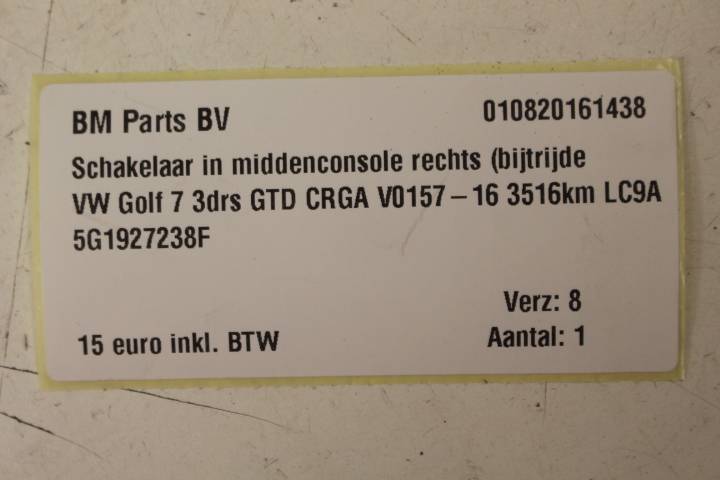 BM Parts BV 010820161438
Schakelaar in middenconsole rechts (bijtrijde
VW Golf 7 3drs GTD CRGA V0157 – 16 3516km LC9A
5G1927238F
Verz: 8
15 euro inkl. BTW Aantal: 1